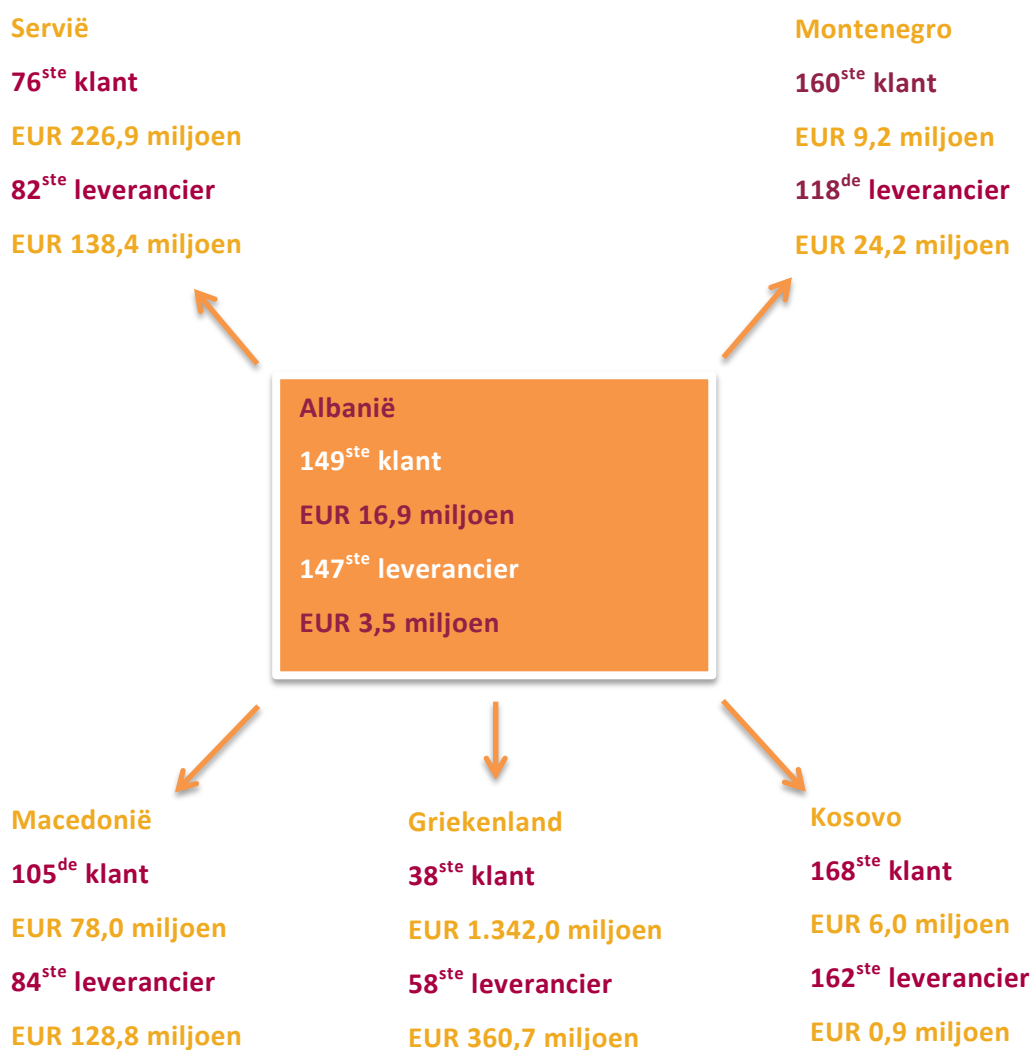 Servië
76ste klant
EUR 226,9 miljoen
82ste leverancier
EUR 138,4 miljoen
Montenegro
160ste klant
EUR 9,2 miljoen
118de leverancier
EUR 24,2 miljoen
Albanië
149ste klant
EUR 16,9 miljoen
147ste leverancier
EUR 3,5 miljoen
Macedonië
105de klant
EUR 78,0 miljoen
84ste leverancier
EUR 128,8 miljoen
Griekenland
38ste klant
EUR 1.342,0 miljoen
58ste leverancier
EUR 360,7 miljoen
Kosovo
168ste klant
EUR 6,0 miljoen
162ste leverancier
EUR 0,9 miljoen